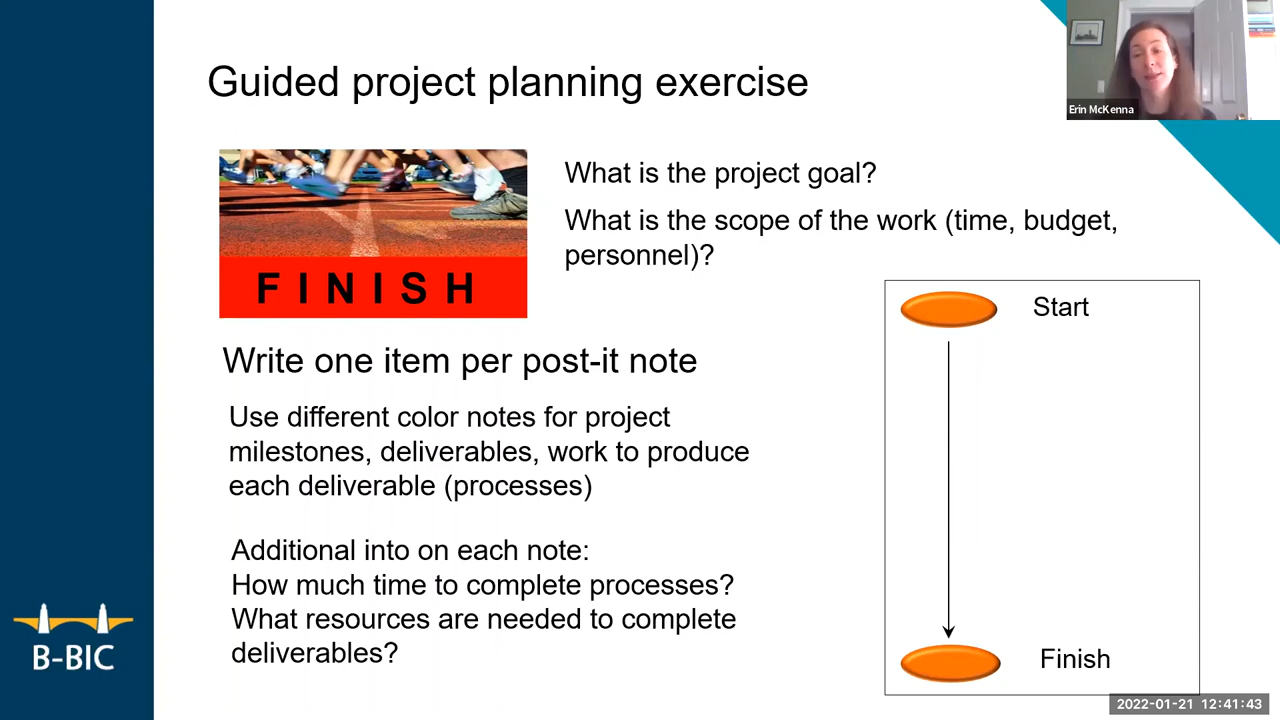 Guided project planning exercise
Erin McKenna
What is the project goal?
What is the scope of the work (time, budget,
personnel)?
FINISH
Start
Write one item per post-it note
Use different color notes for project
milestones, deliverables, work to produce
each deliverable (processes)
Additional into on each note:
How much time to complete processes?
What resources are needed to complete
deliverables?
Finish
B-BIC
2022-01-21 12:41:43